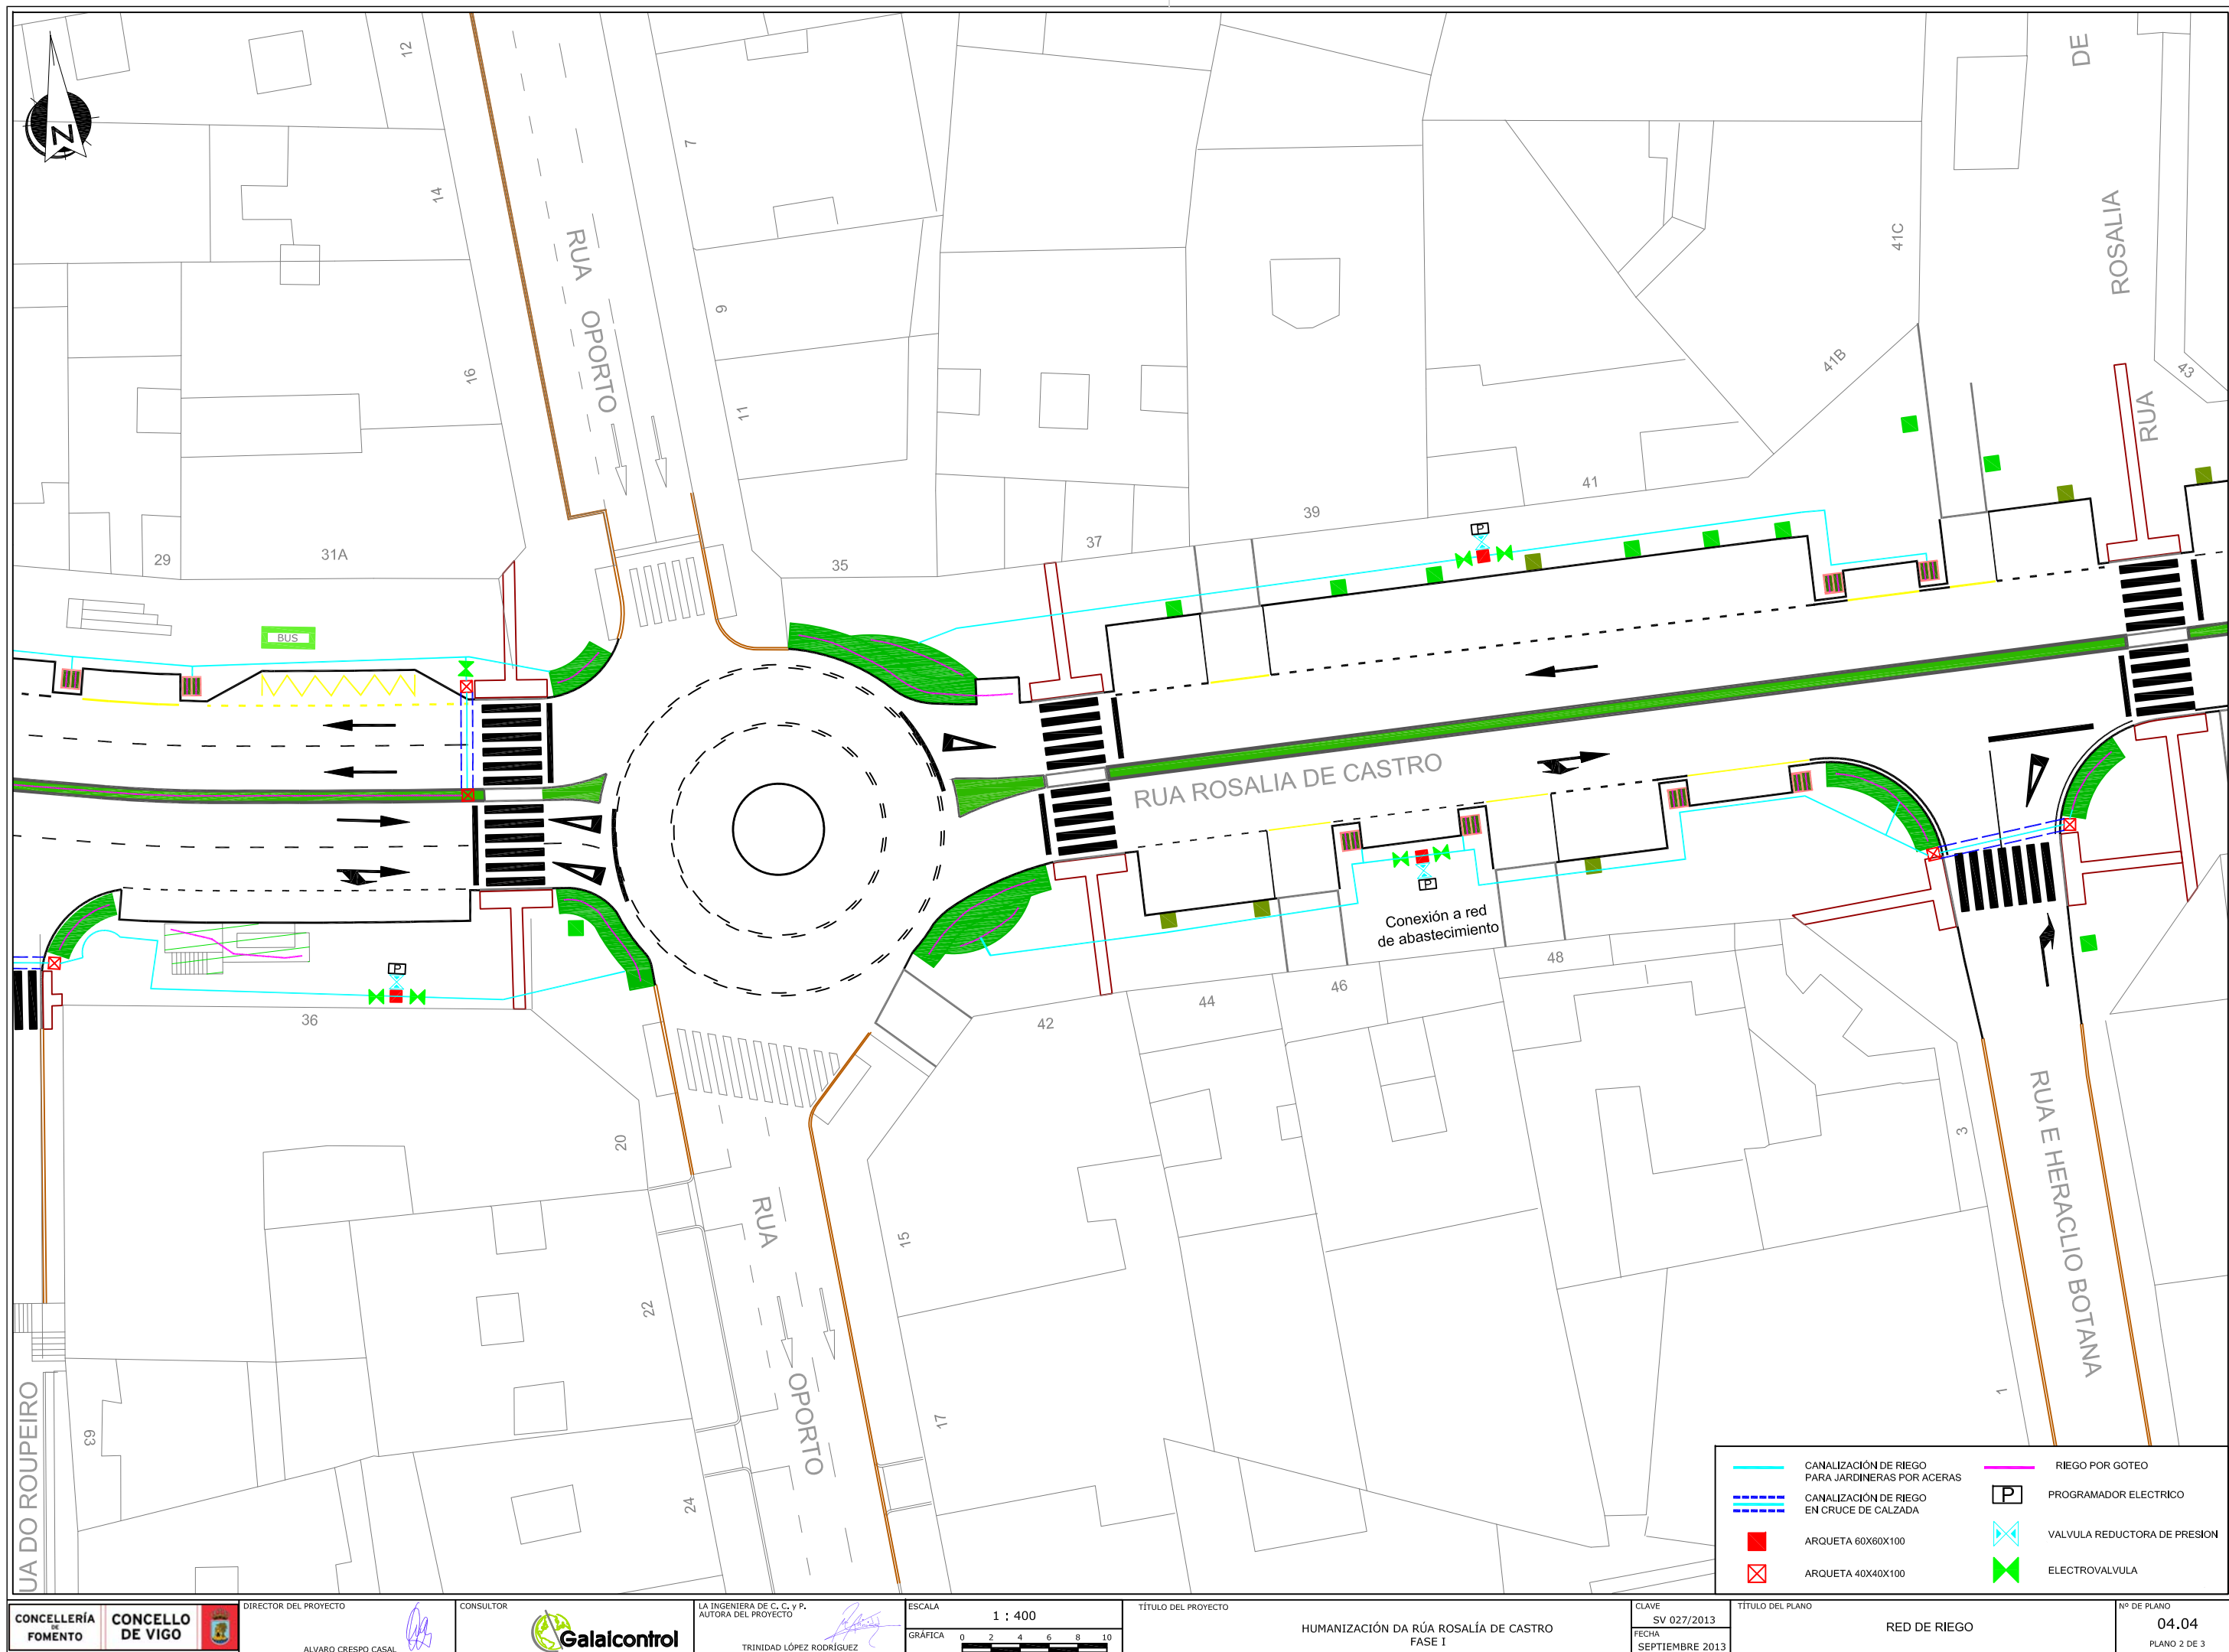 N
12
14
16
7
9
11
RUA OPORTO
29
31A
35
37
39
41
41B
41C
43
RUA ROSALIA DE
BUS
P
RUA ROSALIA DE CASTRO
P
Conexión a red
de abastecimiento
P
36
42
44
46
48
20
22
24
15
17
63
3
1
RUA OPORTO
RUA E HERACLIO BOTANA
UA DO ROUPEIRO
CANALIZACIÓN DE RIEGO
PARA JARDINERAS POR ACERAS
CANALIZACIÓN DE RIEGO
EN CRUCE DE CALZADA
ARQUETA 60X60X100
ARQUETA 40X40X100
RIEGO POR GOTEO
P PROGRAMADOR ELECTRICO
VALVULA REDUCTORA DE PRESION
ELECTROVALVULA
CONCELLERÍA
DE
FOMENTO
CONCELLO
DE VIGO
DIRECTOR DEL PROYECTO
ALVARO CRESPO CASAL
CONSULTOR
Galaicontrol
LA INGENIERA DE C. C. y P.
AUTORA DEL PROYECTO
TRINIDAD LÓPEZ RODRÍGUEZ
ESCALA
1 : 400
GRÁFICA
0 2 4 6 8 10
TÍTULO DEL PROYECTO
HUMANIZACIÓN DA RÚA ROSALÍA DE CASTRO
FASE I
CLAVE
SV 027/2013
FECHA
SEPTIEMBRE 2013
TÍTULO DEL PLANO
RED DE RIEGO
Nº DE PLANO
04.04
PLANO 2 DE 3